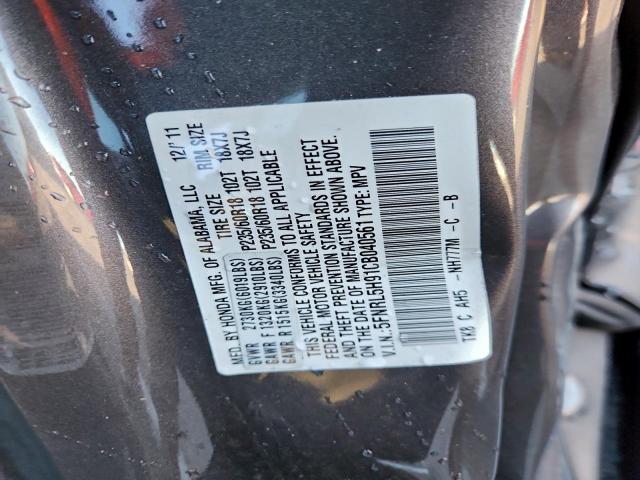 MFD. BY HONDA MFG. OF ALABAMA, LLC 12/'11
TIRE SIZE RIM SIZE
GVWR 2730KG(6019LBS)
GAWR F 1320KG(2910LBS) P235/60R18 102T 18X7J
GAWR R 1515KG(3340LBS) P235/60R18 102T 18X7J
THIS VEHICLE CONFORMS TO ALL APPLICABLE
FEDERAL MOTOR VEHICLE SAFETY
AND THEFT PREVENTION STANDARDS IN EFFECT
ON THE DATE OF MANUFACTURE SHOWN ABOVE.
V.I.N.:5FNRL5H91CB040561 TYPE:MPV
TK8 C AH5 -NH777M -C -B